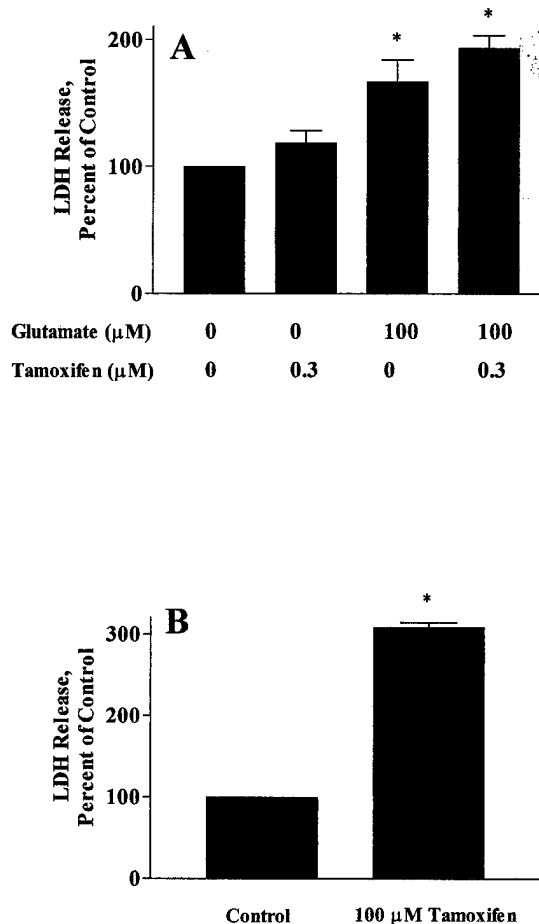 A
LDH Release,
Percent of Control
200
100
0
*
*
Glutamate (μM) 0 0 100 100
Tamoxifen (μM) 0 0.3 0 0.3
B
LDH Release,
Percent of Control
300
200
100
0
*
Control 100 μM Tamoxifen